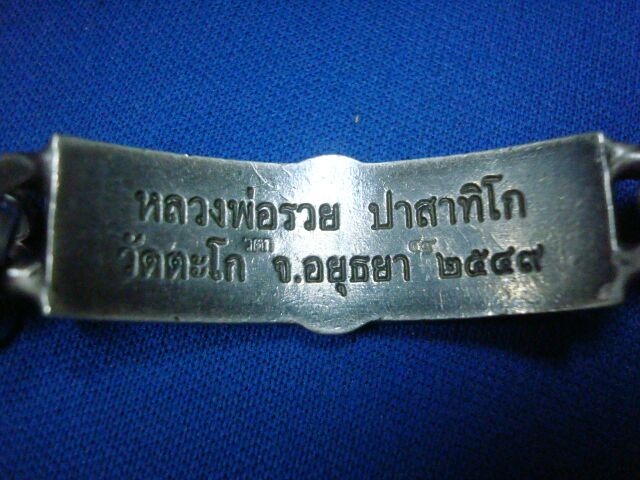 หลวงพ่อรวย ปาสาทิโก
วัดตะโก จ.อยุธยา ๒๕๔๙